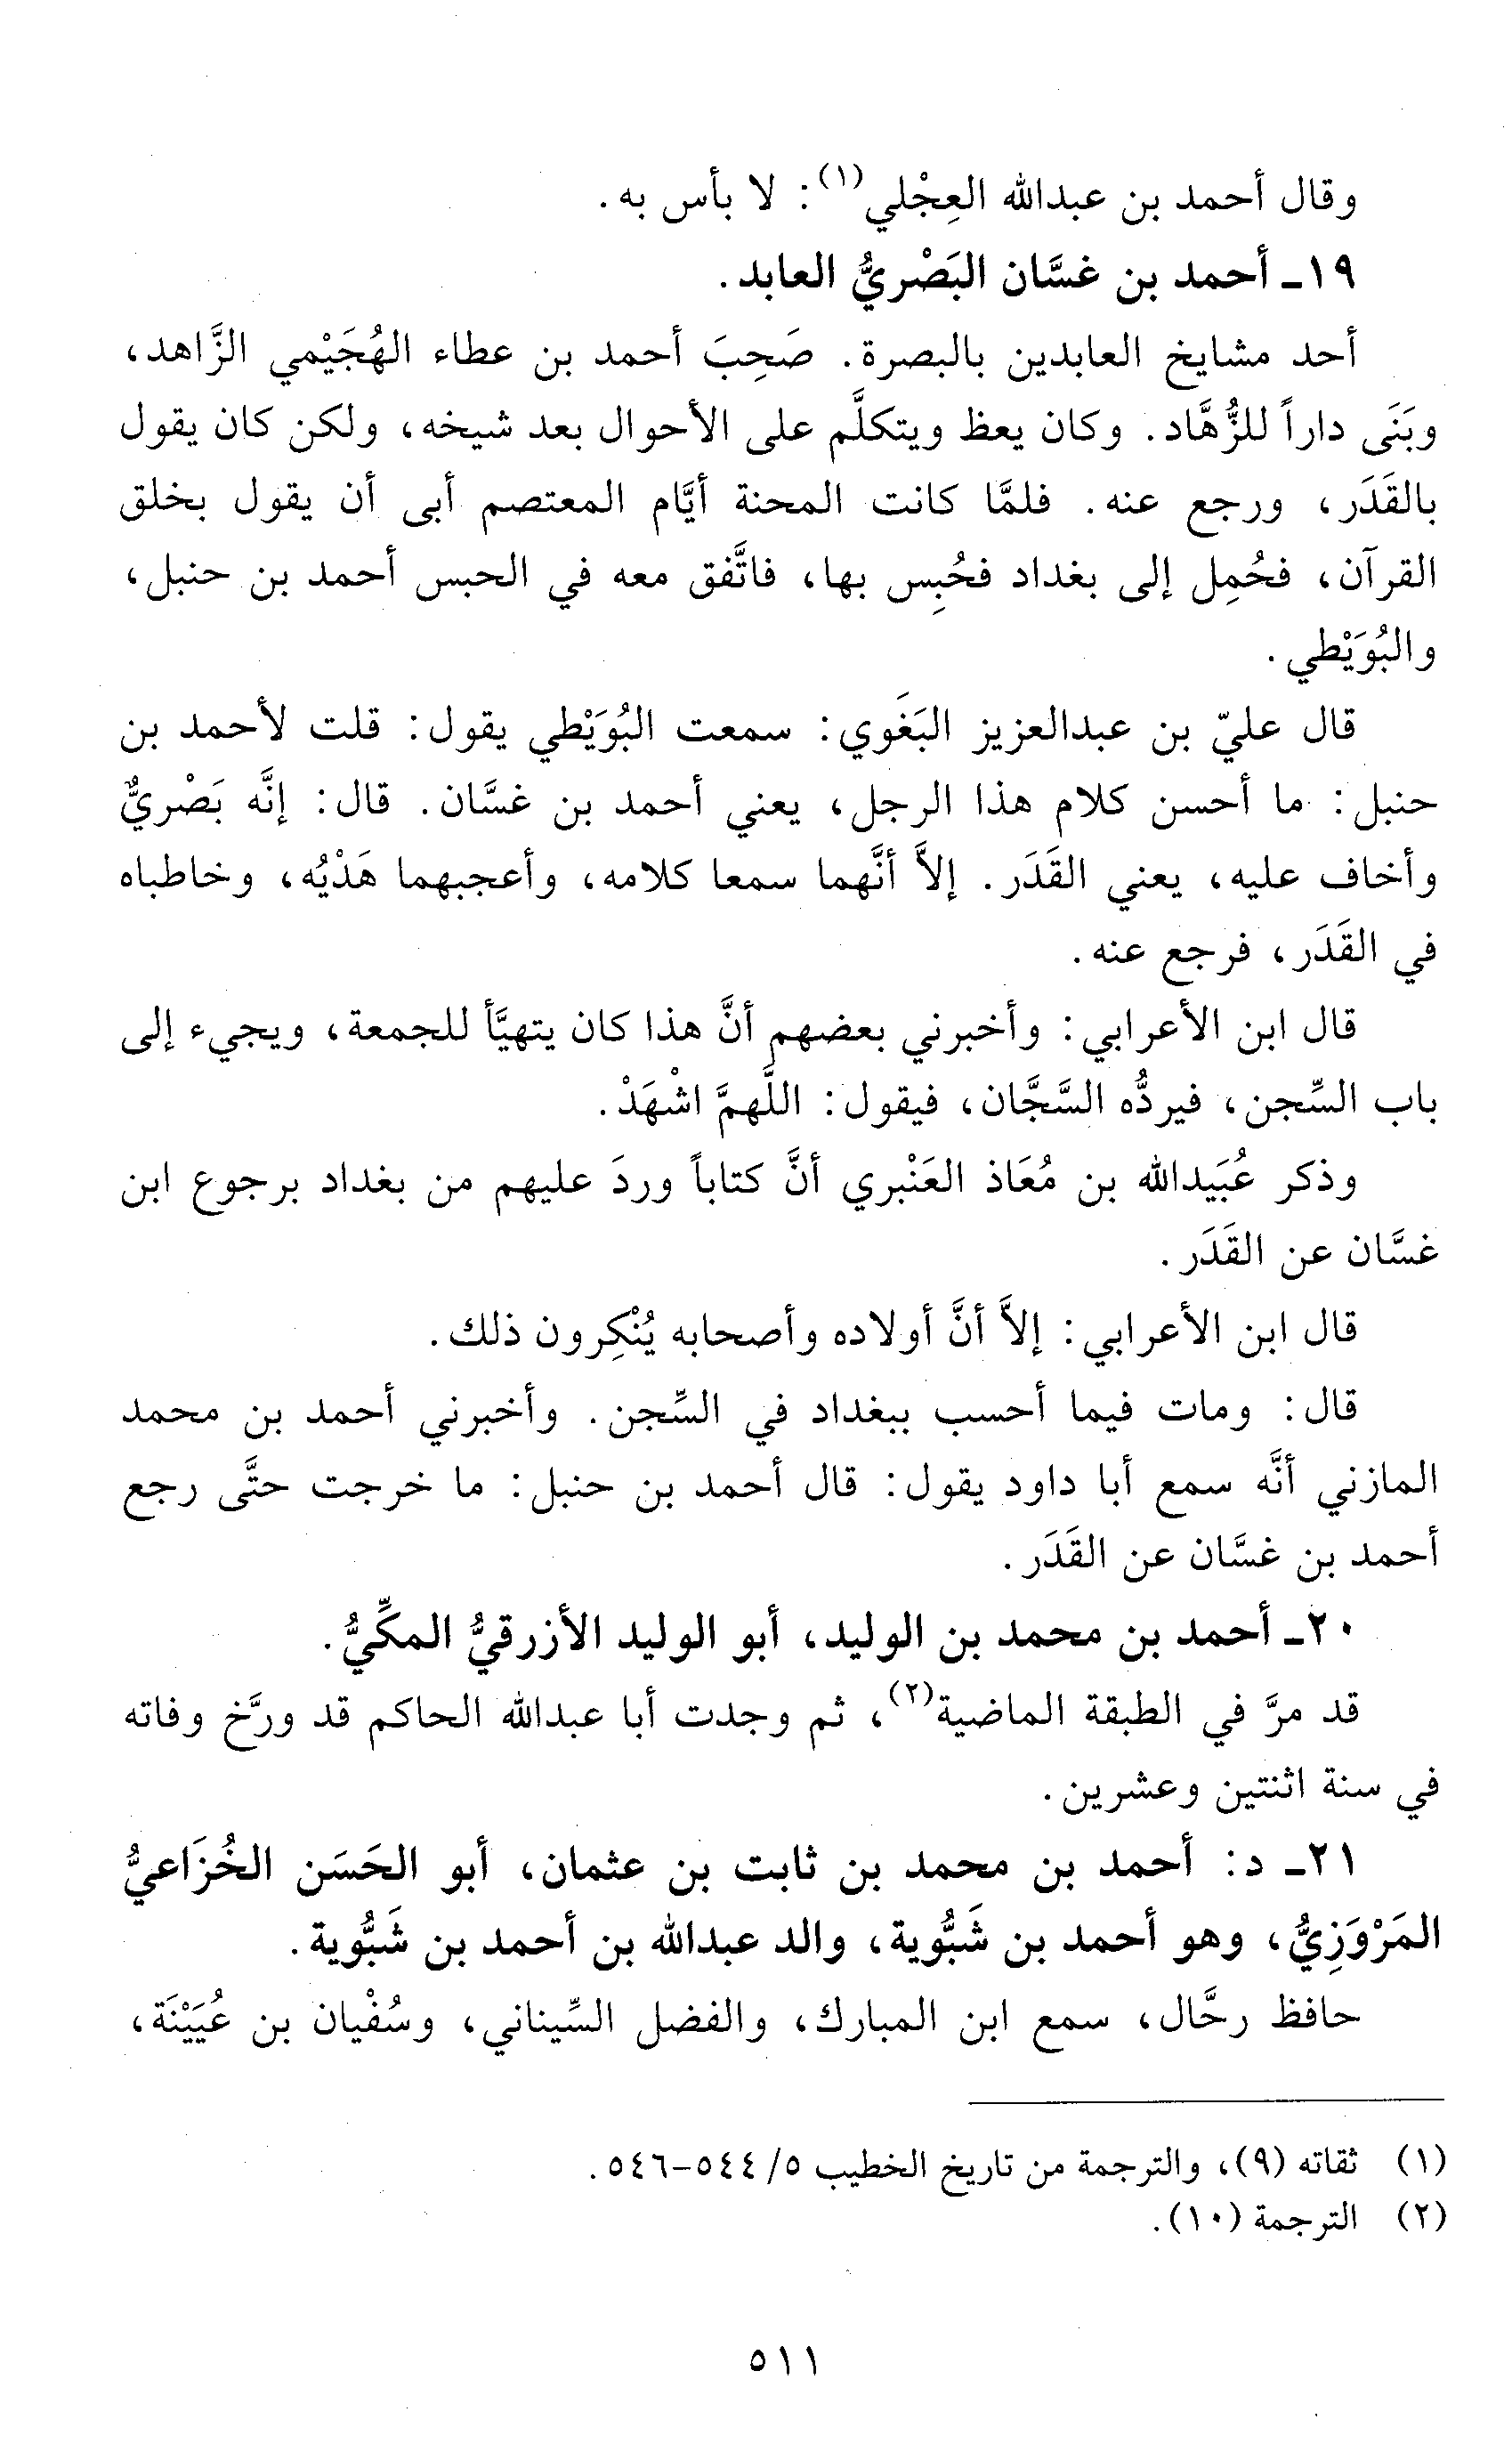 وقال أحمد بن عبدالله العِجْلي(١): لا بأس به.
١٩ـ أحمد بن غسَّان البَصْريُّ العابد.
أحد مشايخ العابدين بالبصرة. صَحِبَ أحمد بن عطاء الهُجَيْمي الزَّاهد،
وبَنَى داراً للزُّهَّاد. وكان يعظ ويتكلَّم على الأحوال بعد شيخه، ولكن كان يقول
بالقَدَر، ورجع عنه. فلمَّا كانت المحنة أيَّام المعتصم أبى أن يقول بخلق
القرآن، فحُمِل إلى بغداد فحُبِس بها، فاتَّفق معه في الحبس أحمد بن حنبل،
والبُوَيْطي.
قال عليّ بن عبدالعزيز البَغَوي: سمعت البُوَيْطي يقول: قلت لأحمد بن
حنبل: ما أحسن كلام هذا الرجل، يعني أحمد بن غسَّان. قال: إنَّه بَصْريٌّ
وأخاف عليه، يعني القَدَر. إلاَّ أنَّهما سمعا كلامه، وأعجبهما هَدْيُه، وخاطباه
في القَدَر، فرجع عنه.
قال ابن الأعرابي: وأخبرني بعضهم أنَّ هذا كان يتهيَّأ للجمعة، ويجيء إلى
باب السِّجن، فيردُّه السَّجَّان، فيقول: اللَّهمَّ اشْهَدْ.
وذكر عُبَيدالله بن مُعَاذ العَنْبري أنَّ كتاباً وردَ عليهم من بغداد برجوع ابن
غسَّان عن القَدَر.
قال ابن الأعرابي: إلاَّ أنَّ أولاده وأصحابه يُنْكِرون ذلك.
قال: ومات فيما أحسب ببغداد في السِّجن. وأخبرني أحمد بن محمد
المازني أنَّه سمع أبا داود يقول: قال أحمد بن حنبل: ما خرجت حتَّى رجع
أحمد بن غسَّان عن القَدَر.
٢٠ـ أحمد بن محمد بن الوليد، أبو الوليد الأزرقيُّ المكِّيُّ.
قد مرَّ في الطبقة الماضية(٢)، ثم وجدت أبا عبدالله الحاكم قد ورَّخ وفاته
في سنة اثنتين وعشرين.
٢١ـ د: أحمد بن محمد بن ثابت بن عثمان، أبو الحَسَن الخُزَاعيُّ
المَرْوَزِيُّ، وهو أحمد بن شَبُّوية، والد عبدالله بن أحمد بن شَبُّوية.
حافظ رحَّال، سمع ابن المبارك، والفضل السِّيناني، وسُفْيان بن عُيَيْنَة،
(١) ثقاته (٩)، والترجمة من تاريخ الخطيب ٥/ ٥٤٤-٥٤٦.
(٢) الترجمة (١٠).
٥١١